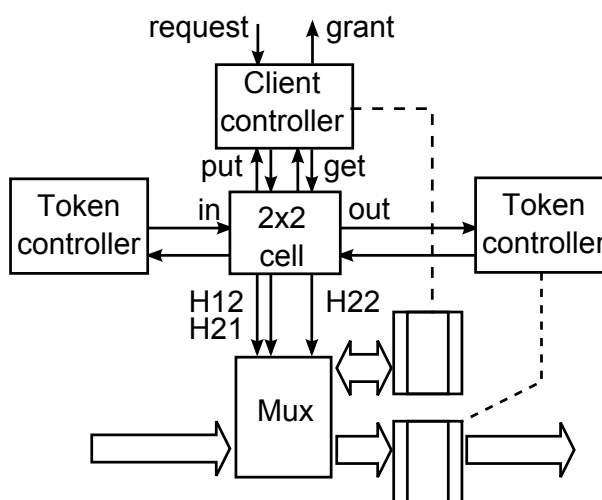 request grant
Client
controller
put get
Token
controller
in
2x2
cell
out
Token
controller
H12
H21
H22
Mux